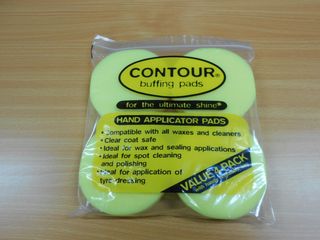 CONTOUR®
buffing pads
for the ultimate shine®
HAND APPLICATOR PADS
• Compatible with all waxes and cleaners
• Clear coat safe
• Ideal for wax and sealing applications
• Ideal for spot cleaning
and polishing
• Ideal for application of
tyre dressing
VALUE 4 PACK